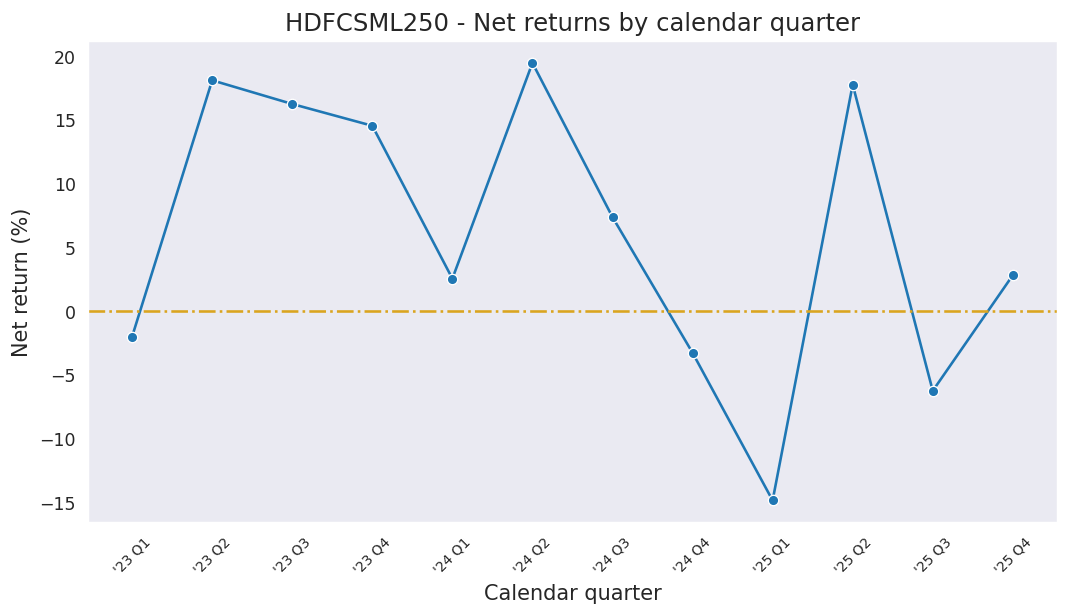 HDFCSML250 - Net returns by calendar quarter
Net return (%)
20
15
10
5
0
−5
−10
−15
'23 Q1
'23 Q2
'23 Q3
'23 Q4
'24 Q1
'24 Q2
'24 Q3
'24 Q4
'25 Q1
'25 Q2
'25 Q3
'25 Q4
Calendar quarter